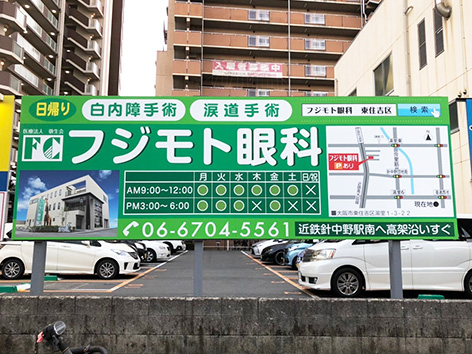 入居者募集中
日帰り 白内障手術 涙道手術
フジモト眼科 東住吉区 検索
医療法人 樹生会
フジモト眼科
月 火 水 木 金 土 日/祝
AM9:00~12:00 ○ ○ ○ ○ ○ ○ ×
PM3:00~6:00 ○ ○ ○ × ○ × ×
06-6704-5561
フジモト眼科
P あり
現在地
■大阪市東住吉区湯里1-3-22
近鉄針中野駅南へ高架沿いすぐ